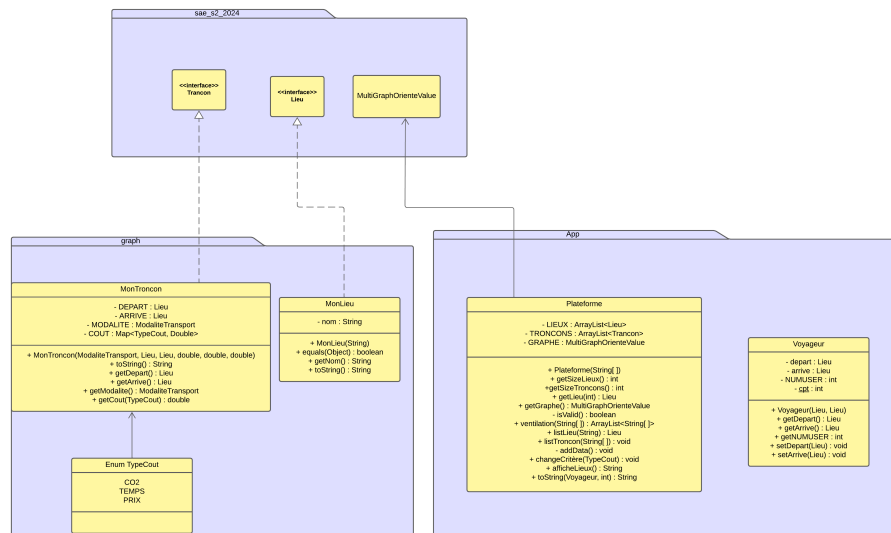 sae_s2_2024
<<interface>>
Trancon
<<interface>>
Lieu
MultiGraphOrienteValue
graph
MonTroncon
- DEPART : Lieu
- ARRIVE : Lieu
- MODALITE : ModaliteTransport
- COUT : Map<TypeCout, Double>
+ MonTroncon(ModaliteTransport, Lieu, Lieu, double, double, double)
+ toString() : String
+ getDepart() : Lieu
+ getArrive() : Lieu
+ getModalite() : ModaliteTransport
+ getCout(TypeCout) : double
MonLieu
- nom : String
+ MonLieu(String)
+ equals(Object) : boolean
+ getNom() : String
+ toString() : String
Enum TypeCout
CO2
TEMPS
PRIX
App
Plateforme
- LIEUX : ArrayList<Lieu>
- TRONCONS : ArrayList<Trancon>
- GRAPHE : MultiGraphOrienteValue
+ Plateforme(String[ ])
+ getSizeLieux() : int
+getSizeTroncons() : int
+ getLieu(int) : Lieu
+ getGraphe() : MultiGraphOrienteValue
- isValid() : boolean
+ ventilation(String[ ]) : ArrayList<String[ ]>
+ listLieu(String) : Lieu
+ listTroncon(String[ ]) : void
- addData() : void
+ changeCritère(TypeCout) : void
+ afficheLieux() : String
+ toString(Voyageur, int) : String
Voyageur
- depart : Lieu
- arrive : Lieu
- NUMUSER : int
- cpt : int
+ Voyageur(Lieu, Lieu)
+ getDepart() : Lieu
+ getArrive() : Lieu
+ getNUMUSER : int
+ setDepart(Lieu) : void
+ setArrive(Lieu) : void